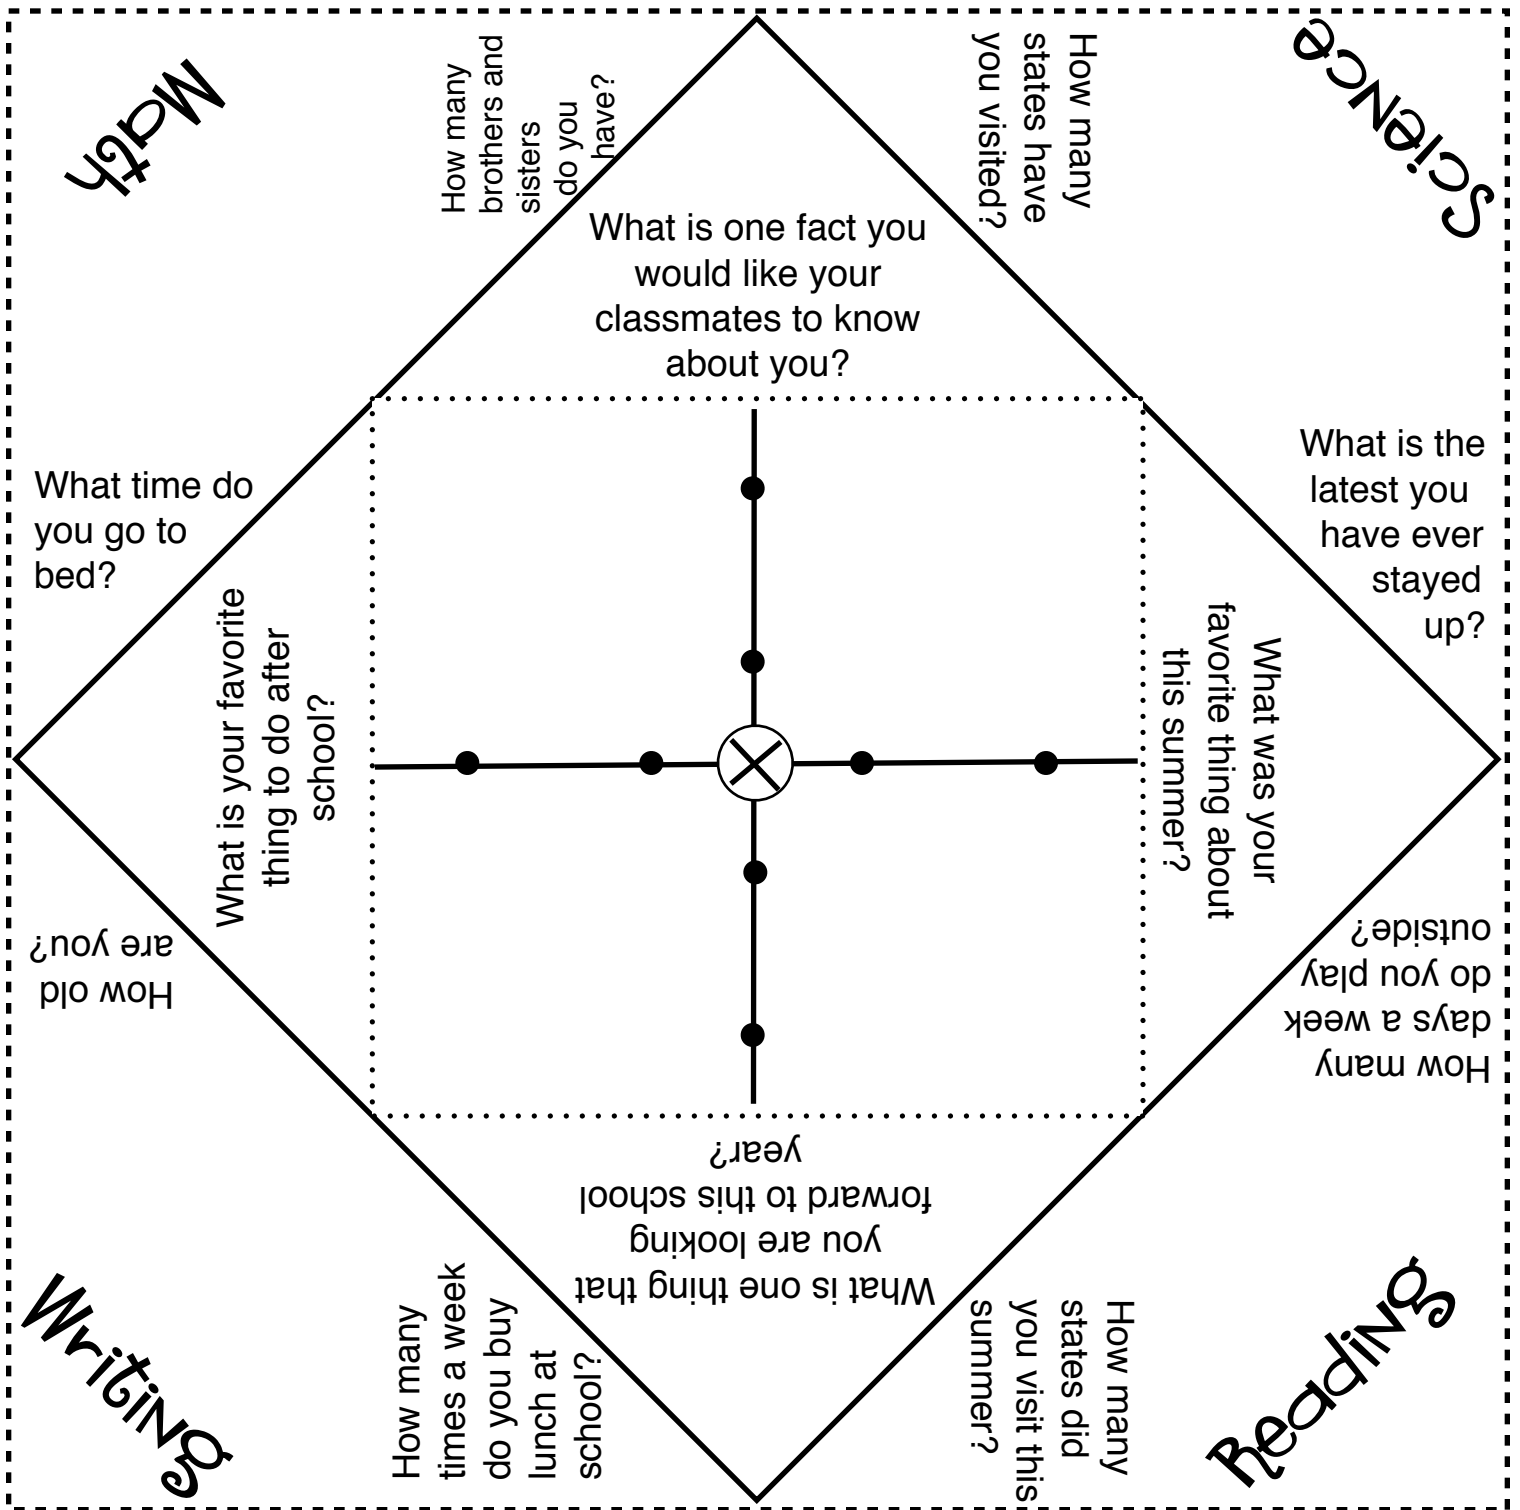 Math
How many
brothers and
sisters
do you
have?
How many
states have
you visited?
Science
What is one fact you
would like your
classmates to know
about you?
What time do
you go to
bed?
What is the
latest you
have ever
stayed
up?
What is your favorite
thing to do after
school?
What was your
favorite thing about
this summer?
How old
are you?
How many
days a week
do you play
outside?
What is one thing that
you are looking
forward to this school
year?
Writing
How many
times a week
do you buy
lunch at
school?
How many
states did
you visit this
summer?
Reading